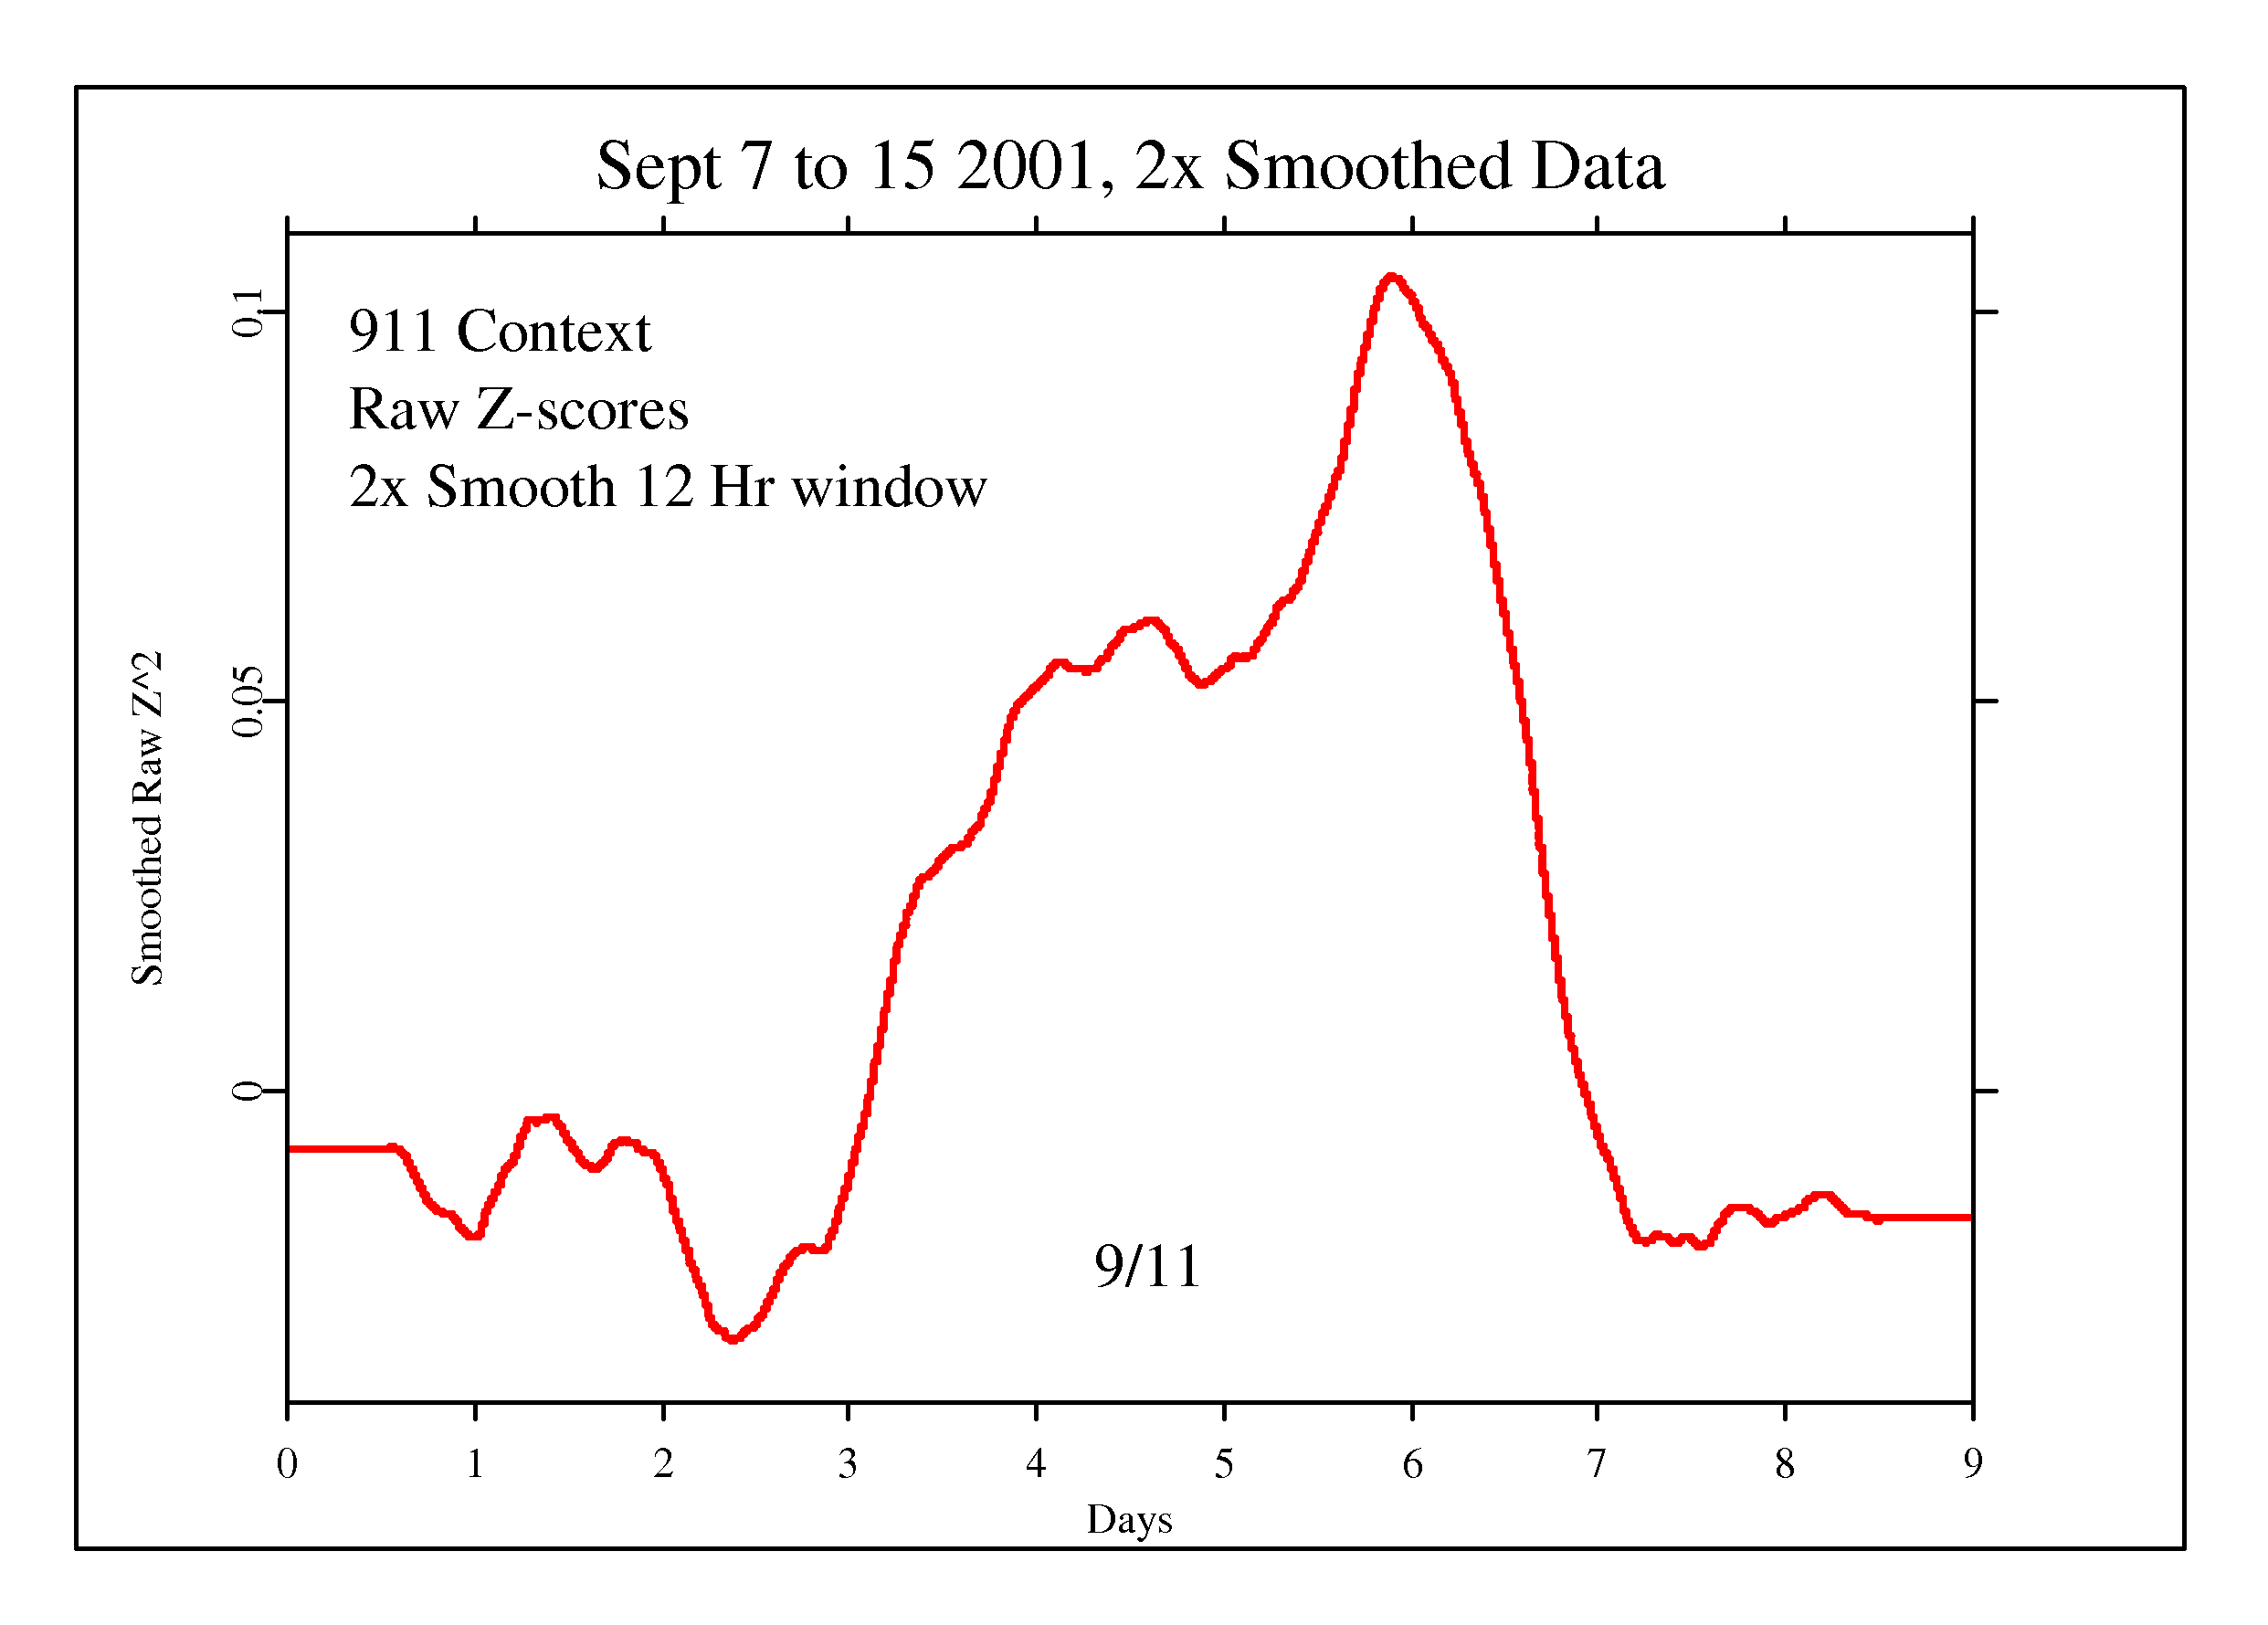 Sept 7 to 15 2001, 2x Smoothed Data
911 Context
Raw Z-scores
2x Smooth 12 Hr window
0.1
0.05
0
Smoothed Raw Z^2
9/11
0 1 2 3 4 5 6 7 8 9
Days